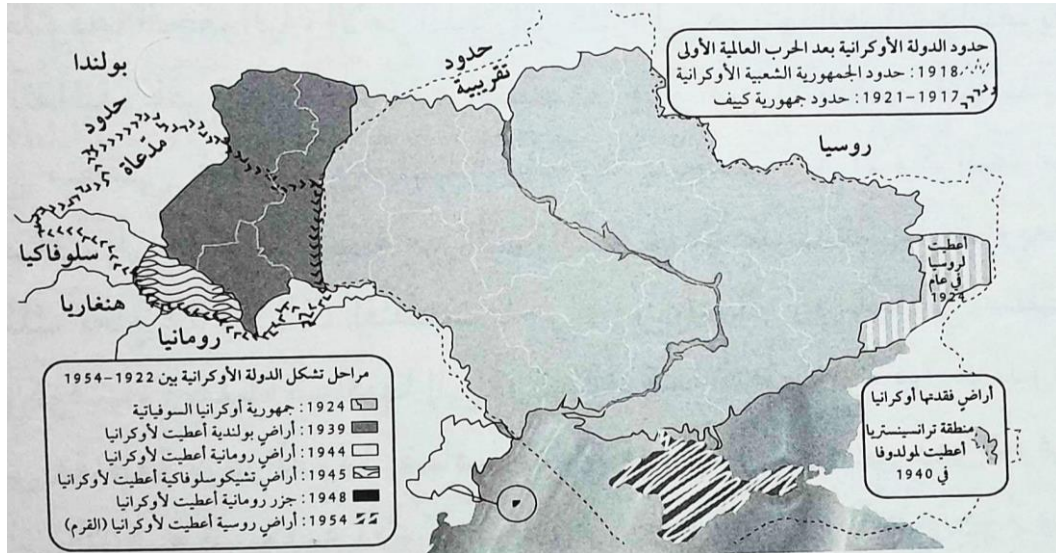 حدود الدولة الأوكرانية بعد الحرب العالمية الأولى
1918: حدود الجمهورية الشعبية الأوكرانية
1917-1921: حدود جمهورية كييف
حدود
تقريبية
بولندا
حدود
مدّعاة
روسيا
سلوفاكيا
هنغاريا
رومانيا
أعطيت
لروسيا
في عام
1924
مراحل تشكل الدولة الأوكرانية بين 1922-1954
1924: جمهورية أوكرانيا السوفياتية
1939: أراضٍ بولندية أعطيت لأوكرانيا
1944: أراضٍ رومانية أعطيت لأوكرانيا
1945: أراضٍ تشيكوسلوفاكية أعطيت لأوكرانيا
1948: جزر رومانية أعطيت لأوكرانيا
1954: أراضٍ روسية أعطيت لأوكرانيا (القرم)
أراضٍ فقدتها أوكرانيا
منطقة ترانسينستريا
أعطيت لمولدوفا
في 1940